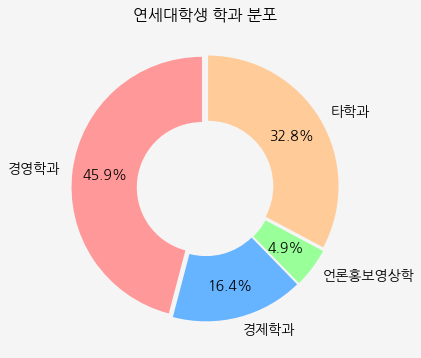 연세대학생 학과 분포
타학과
32.8%
경영학과
45.9%
4.9%
언론홍보영상학
16.4%
경제학과